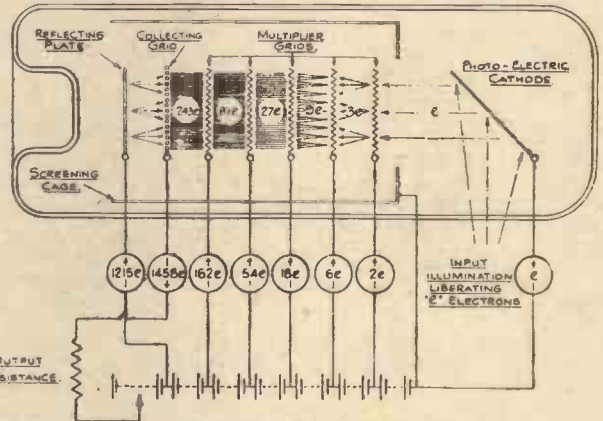 REFLECTING
PLATE
COLLECTING
GRID
MULTIPLIER
GRIDS.
PHOTO-ELECTRIC
CATHODE
243e
81e
27e
9e
3e
e
SCREENING
CAGE.
1215e
1458e
162e
54e
18e
6e
2e
e
INPUT
ILLUMINATION
LIBERATING
"e" ELECTRONS
OUTPUT
RESISTANCE.